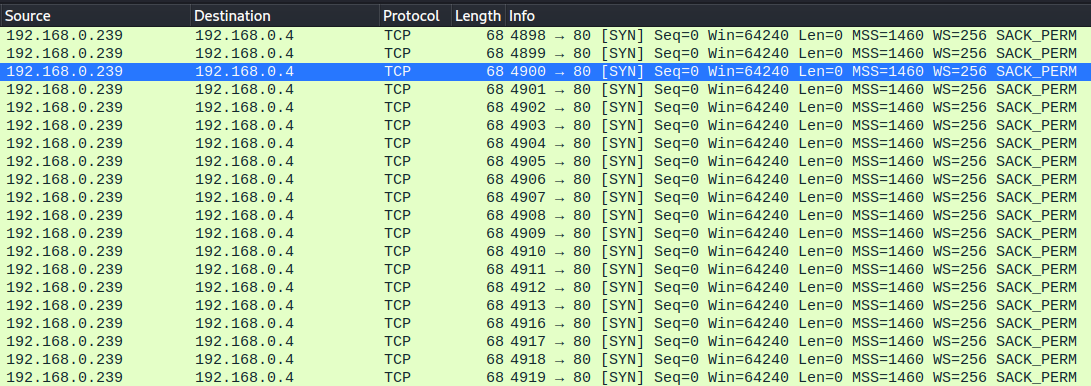 Source Destination Protocol Length Info
192.168.0.239 192.168.0.4 TCP 68 4898 → 80 [SYN] Seq=0 Win=64240 Len=0 MSS=1460 WS=256 SACK_PERM
192.168.0.239 192.168.0.4 TCP 68 4899 → 80 [SYN] Seq=0 Win=64240 Len=0 MSS=1460 WS=256 SACK_PERM
192.168.0.239 192.168.0.4 TCP 68 4900 → 80 [SYN] Seq=0 Win=64240 Len=0 MSS=1460 WS=256 SACK_PERM
192.168.0.239 192.168.0.4 TCP 68 4901 → 80 [SYN] Seq=0 Win=64240 Len=0 MSS=1460 WS=256 SACK_PERM
192.168.0.239 192.168.0.4 TCP 68 4902 → 80 [SYN] Seq=0 Win=64240 Len=0 MSS=1460 WS=256 SACK_PERM
192.168.0.239 192.168.0.4 TCP 68 4903 → 80 [SYN] Seq=0 Win=64240 Len=0 MSS=1460 WS=256 SACK_PERM
192.168.0.239 192.168.0.4 TCP 68 4904 → 80 [SYN] Seq=0 Win=64240 Len=0 MSS=1460 WS=256 SACK_PERM
192.168.0.239 192.168.0.4 TCP 68 4905 → 80 [SYN] Seq=0 Win=64240 Len=0 MSS=1460 WS=256 SACK_PERM
192.168.0.239 192.168.0.4 TCP 68 4906 → 80 [SYN] Seq=0 Win=64240 Len=0 MSS=1460 WS=256 SACK_PERM
192.168.0.239 192.168.0.4 TCP 68 4907 → 80 [SYN] Seq=0 Win=64240 Len=0 MSS=1460 WS=256 SACK_PERM
192.168.0.239 192.168.0.4 TCP 68 4908 → 80 [SYN] Seq=0 Win=64240 Len=0 MSS=1460 WS=256 SACK_PERM
192.168.0.239 192.168.0.4 TCP 68 4909 → 80 [SYN] Seq=0 Win=64240 Len=0 MSS=1460 WS=256 SACK_PERM
192.168.0.239 192.168.0.4 TCP 68 4910 → 80 [SYN] Seq=0 Win=64240 Len=0 MSS=1460 WS=256 SACK_PERM
192.168.0.239 192.168.0.4 TCP 68 4911 → 80 [SYN] Seq=0 Win=64240 Len=0 MSS=1460 WS=256 SACK_PERM
192.168.0.239 192.168.0.4 TCP 68 4912 → 80 [SYN] Seq=0 Win=64240 Len=0 MSS=1460 WS=256 SACK_PERM
192.168.0.239 192.168.0.4 TCP 68 4913 → 80 [SYN] Seq=0 Win=64240 Len=0 MSS=1460 WS=256 SACK_PERM
192.168.0.239 192.168.0.4 TCP 68 4916 → 80 [SYN] Seq=0 Win=64240 Len=0 MSS=1460 WS=256 SACK_PERM
192.168.0.239 192.168.0.4 TCP 68 4917 → 80 [SYN] Seq=0 Win=64240 Len=0 MSS=1460 WS=256 SACK_PERM
192.168.0.239 192.168.0.4 TCP 68 4918 → 80 [SYN] Seq=0 Win=64240 Len=0 MSS=1460 WS=256 SACK_PERM
192.168.0.239 192.168.0.4 TCP 68 4919 → 80 [SYN] Seq=0 Win=64240 Len=0 MSS=1460 WS=256 SACK_PERM